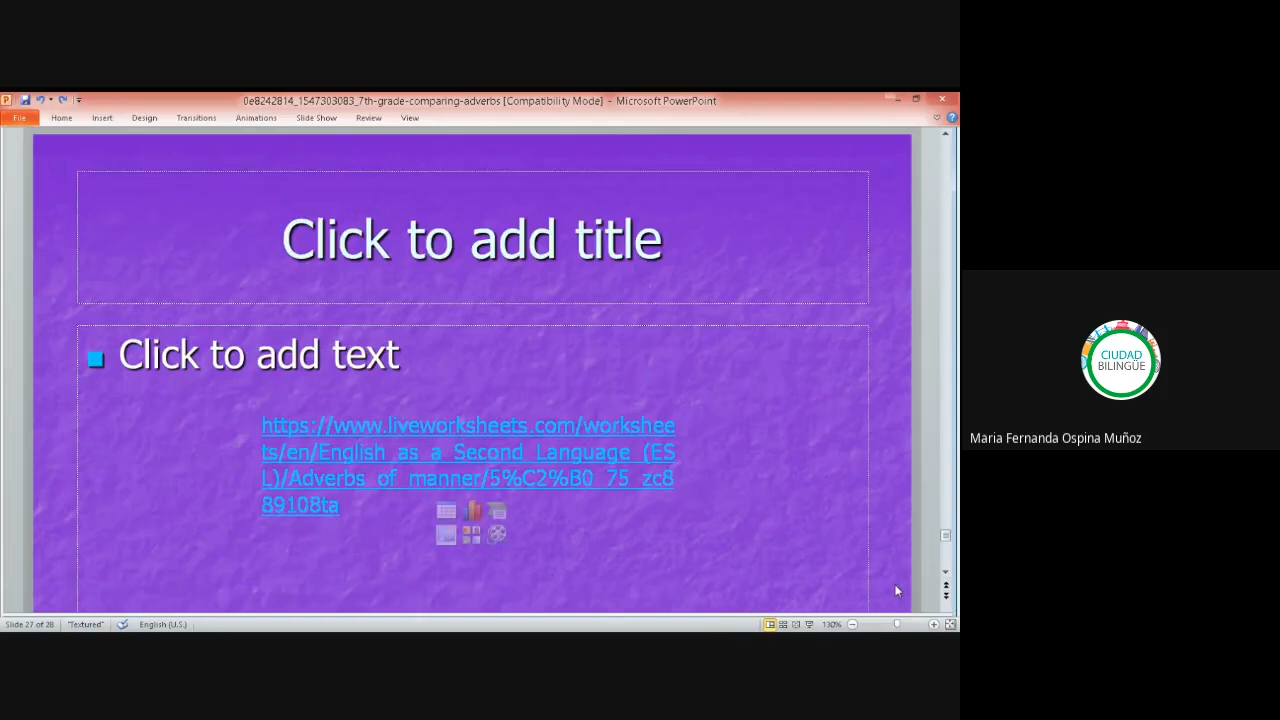 0e8242814_1547303083_7th-grade-comparing-adverbs [Compatibility Mode] - Microsoft PowerPoint
File Home Insert Design Transitions Animations Slide Show Review View
Click to add title
Click to add text
https://www.liveworksheets.com/workshee
ts/en/English_as_a_Second_Language_(ES
L)/Adverbs_of_manner/5%C2%B0_75_zc8
89108ta
CIUDAD
BILINGÜE
Maria Fernanda Ospina Muñoz
Slide 27 of 28 "Textured" English (U.S.) 130%